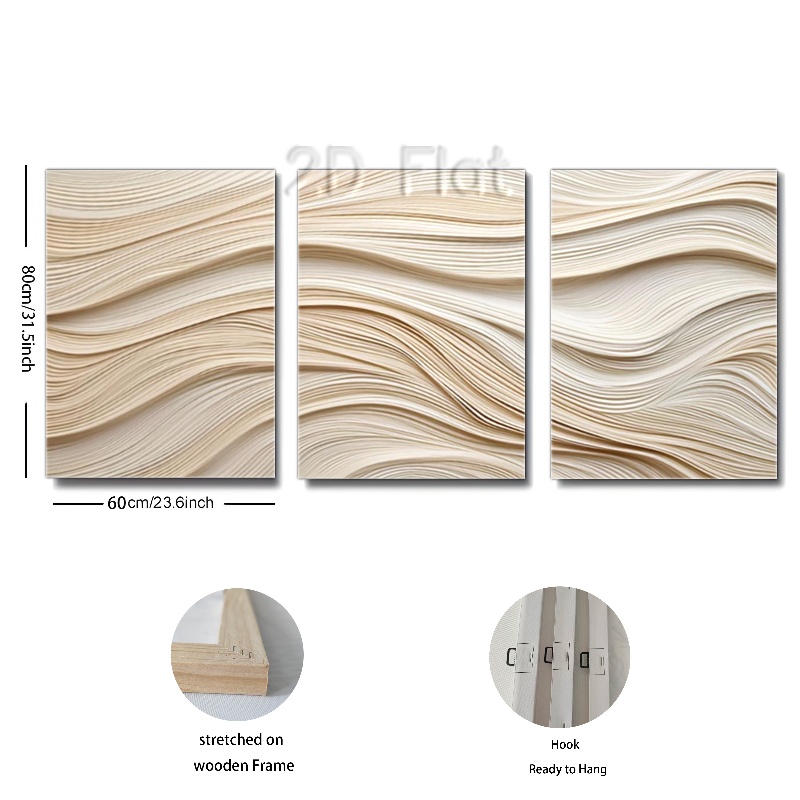 2D Flat
80cm/31.5inch
60cm/23.6inch
stretched on
wooden Frame
Hook
Ready to Hang